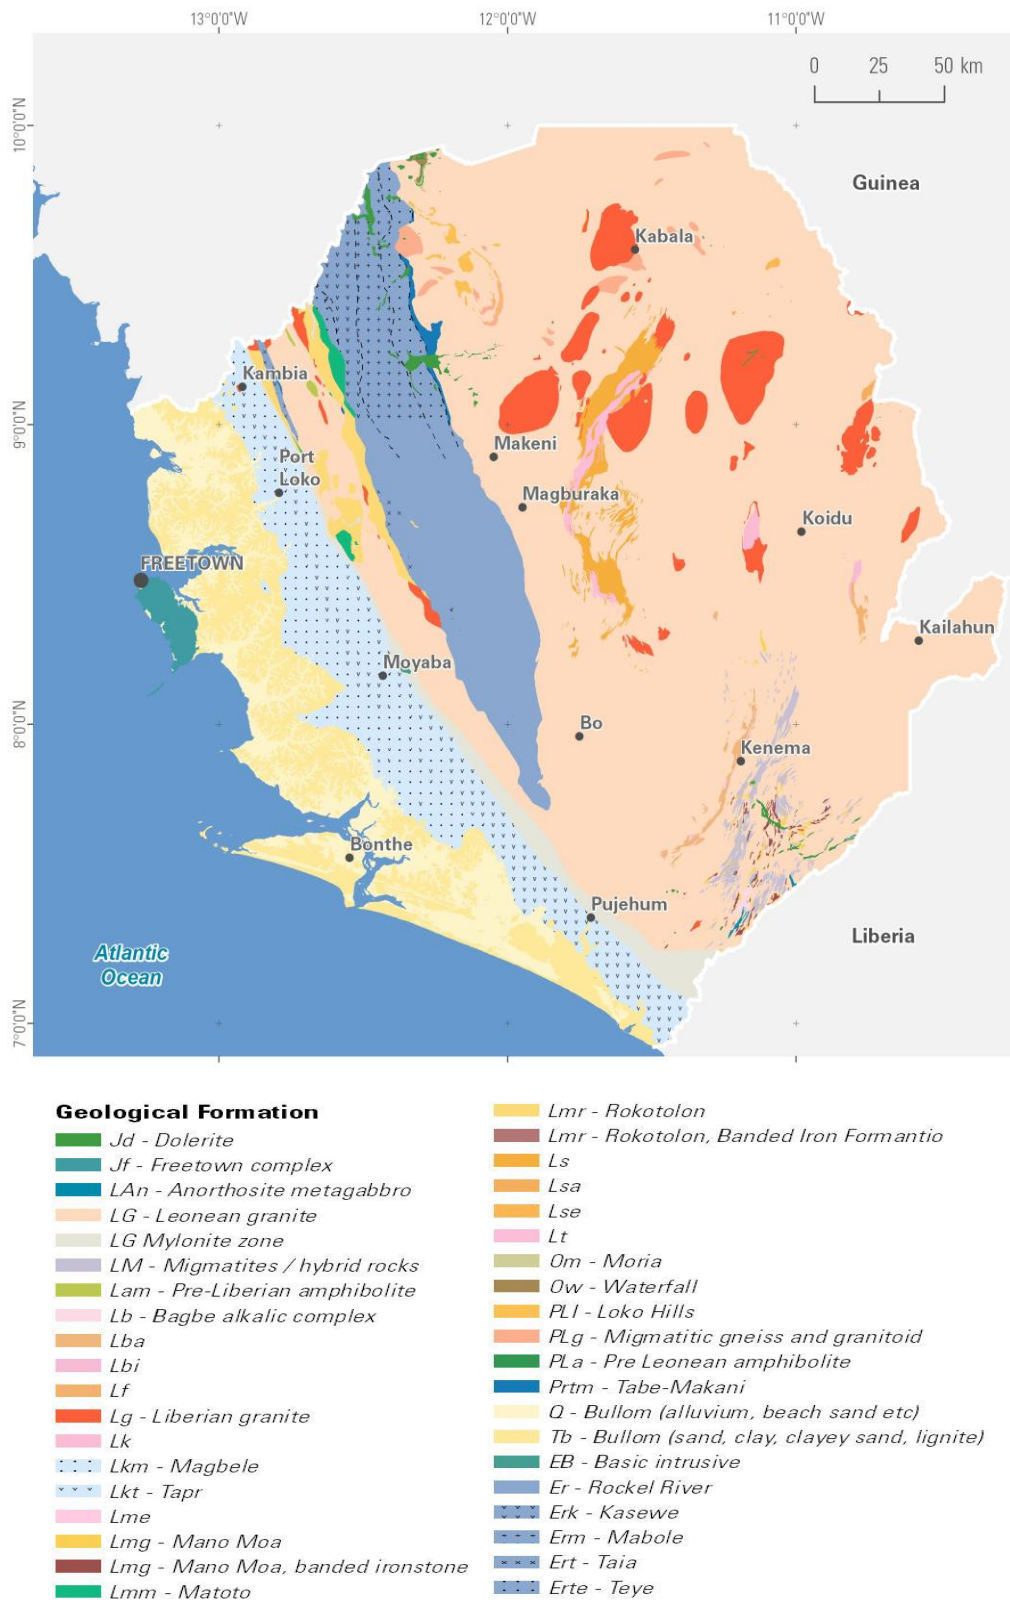 13°0'0"W
12°0'0"W
11°0'0"W
0 25 50 km
10°0'0"N
Guinea
Kabala
Kambia
9°0'0"N
Makeni
Port
Loko
Magburaka
Koidu
FREETOWN
Kailahun
Moyaba
8°0'0"N
Bo
Kenema
Bonthe
Pujehum
Liberia
Atlantic
Ocean
7°0'0"N
Geological Formation
Jd - Dolerite
Jf - Freetown complex
LAn - Anorthosite metagabbro
LG - Leonean granite
LG Mylonite zone
LM - Migmatites / hybrid rocks
Lam - Pre-Liberian amphibolite
Lb - Bagbe alkalic complex
Lba
Lbi
Lf
Lg - Liberian granite
Lk
Lkm - Magbele
Lkt - Tapr
Lme
Lmg - Mano Moa
Lmg - Mano Moa, banded ironstone
Lmm - Matoto
Lmr - Rokotolon
Lmr - Rokotolon, Banded Iron Formantio
Ls
Lsa
Lse
Lt
Om - Moria
Ow - Waterfall
PLl - Loko Hills
PLg - Migmatitic gneiss and granitoid
PLa - Pre Leonean amphibolite
Prtm - Tabe-Makani
Q - Bullom (alluvium, beach sand etc)
Tb - Bullom (sand, clay, clayey sand, lignite)
EB - Basic intrusive
Er - Rockel River
Erk - Kasewe
Erm - Mabole
Ert - Taia
Erte - Teye